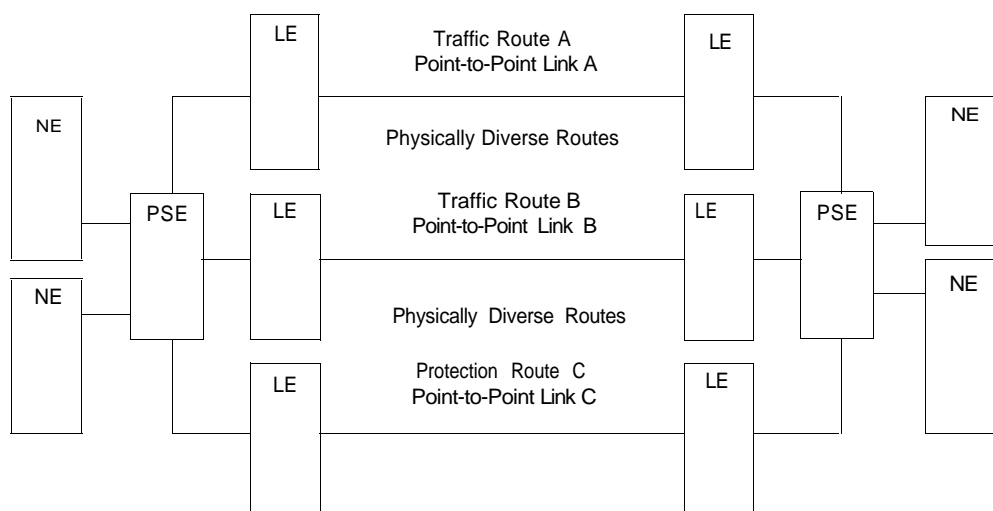 LE
Traffic Route A
Point-to-Point Link A
LE
NE
Physically Diverse Routes
NE
PSE
LE
Traffic Route B
Point-to-Point Link B
LE
PSE
NE
Physically Diverse Routes
NE
LE
Protection Route C
Point-to-Point Link C
LE